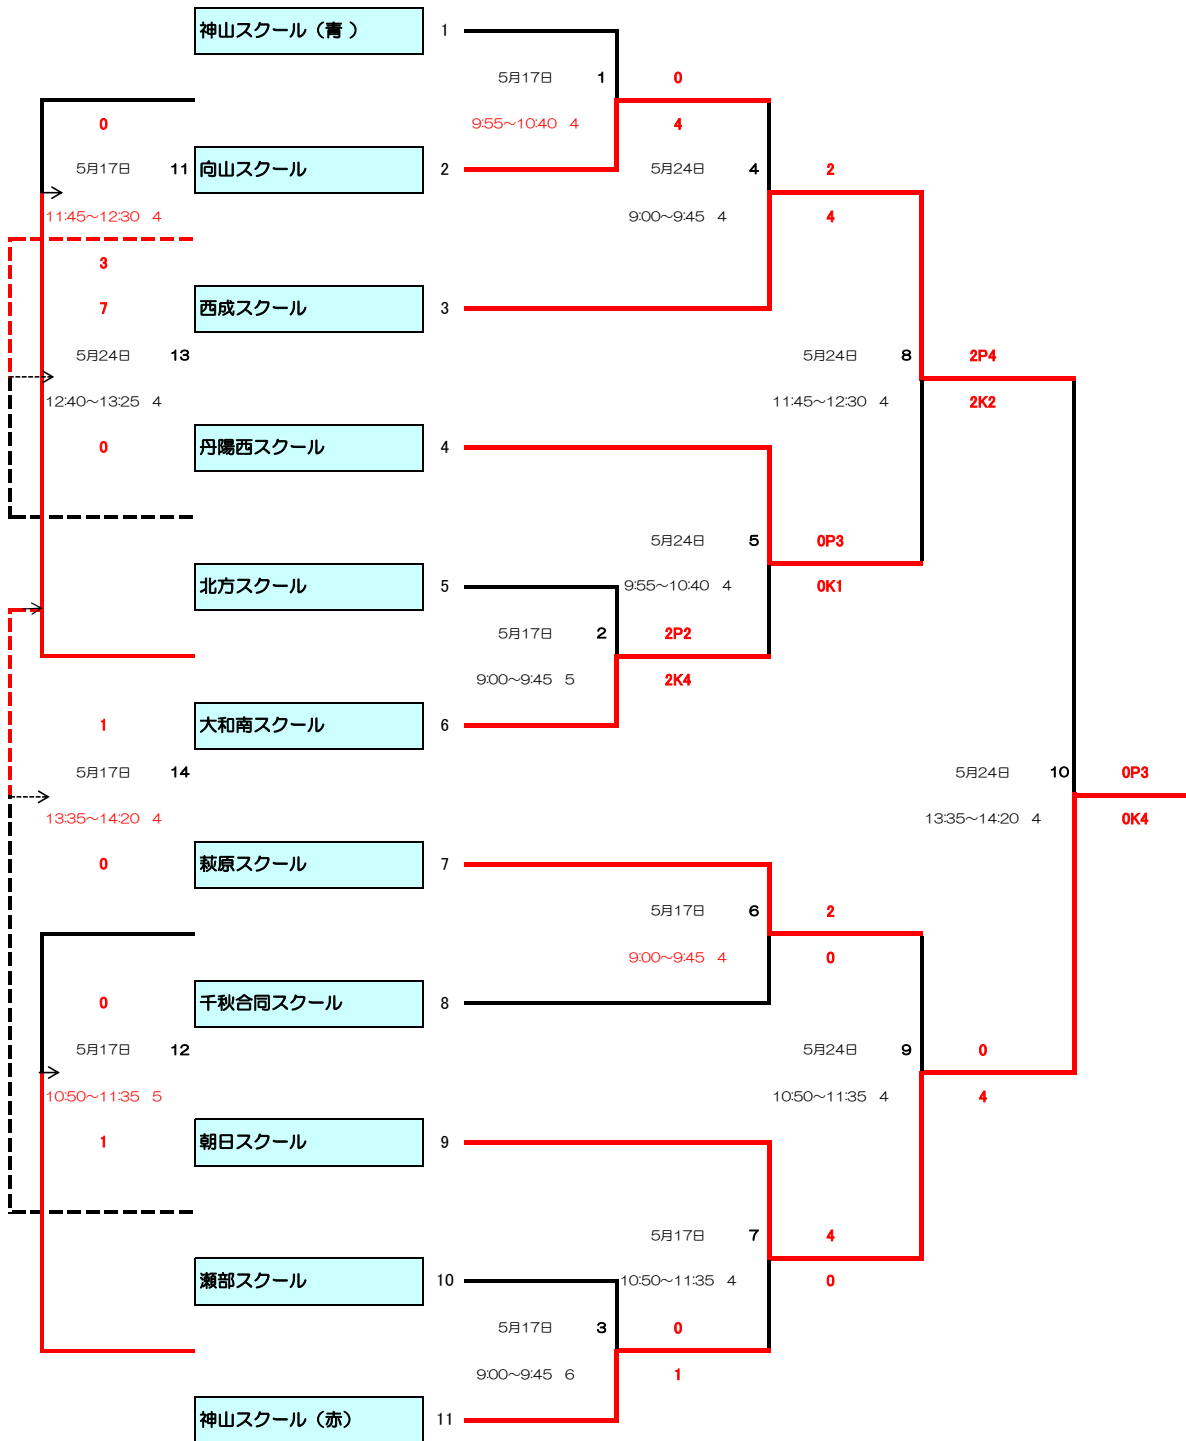 神山スクール（青 ）
1
5月17日 1 0
9:55～10:40 4 4
0
5月17日 11
向山スクール
2
5月24日 4 2
11:45～12:30 4
9:00～9:45 4 4
3
7
西成スクール
3
5月24日 13
5月24日 8 2P4
12:40～13:25 4
11:45～12:30 4 2K2
0
丹陽西スクール
4
5月24日 5 0P3
北方スクール
5
9:55～10:40 4 0K1
5月17日 2 2P2
9:00～9:45 5 2K4
1
大和南スクール
6
5月17日 14
5月24日 10 0P3
13:35～14:20 4
13:35～14:20 4 0K4
0
萩原スクール
7
5月17日 6 2
9:00～9:45 4 0
0
千秋合同スクール
8
5月17日 12
5月24日 9 0
10:50～11:35 5
10:50～11:35 4 4
1
朝日スクール
9
5月17日 7 4
瀬部スクール
10
10:50～11:35 4 0
5月17日 3 0
9:00～9:45 6 1
神山スクール（赤）
11